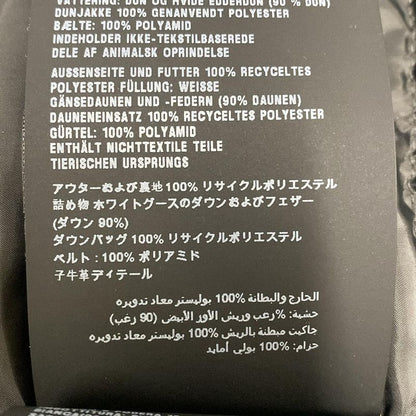 VATTERING: DUN OG HVIDE EDDERDUN (90 % DUN)
DUNJAKKE 100% GENANVENDT POLYESTER
BÆLTE: 100% POLYAMID
INDEHOLDER IKKE-TEKSTILBASEREDE
DELE AF ANIMALSK OPRINDELSE
AUSSENSEITE UND FUTTER 100% RECYCELTES
POLYESTER FÜLLUNG: WEISSE
GÄNSEDAUNEN UND -FEDERN (90% DAUNEN)
DAUNENEINSATZ 100% RECYCELTES POLYESTER
GÜRTEL: 100% POLYAMID
ENTHÄLT NICHTTEXTILE TEILE
TIERISCHEN URSPRUNGS
アウターおよび裏地 100% リサイクルポリエステル
詰め物 ホワイトグースのダウンおよびフェザー
(ダウン 90%)
ダウンバッグ 100% リサイクルポリエステル
ベルト : 100% ポリアミド
子牛革ディテール
الخارج والبطانة 100% بوليستر معاد تدويره
حشية: %زغب وريش الأوز الأبيض (90 زغب)
جاكيت مبطنة بالريش 100% بوليستر معاد تدويره
حزام: 100% بولي أمايد